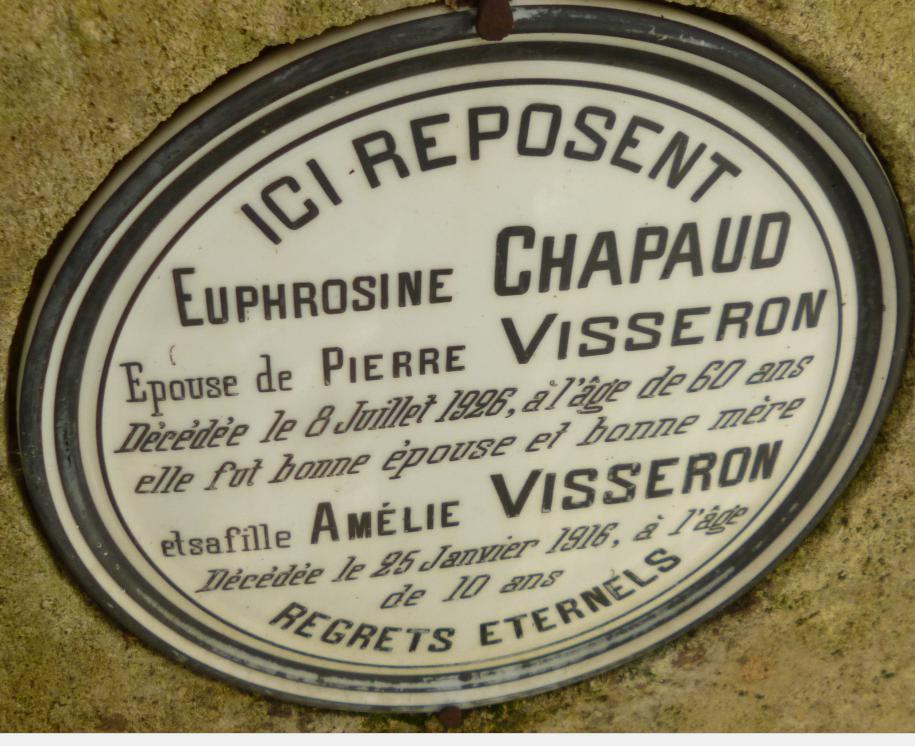 ICI REPOSENT
EUPHROSINE CHAPAUD
Epouse de PIERRE VISSERON
Décédée le 8 Juillet 1926, à l'âge de 60 ans
elle fut bonne épouse et bonne mère
et sa fille AMÉLIE VISSERON
Décédée le 25 Janvier 1916, à l'âge
de 10 ans
REGRETS ETERNELS